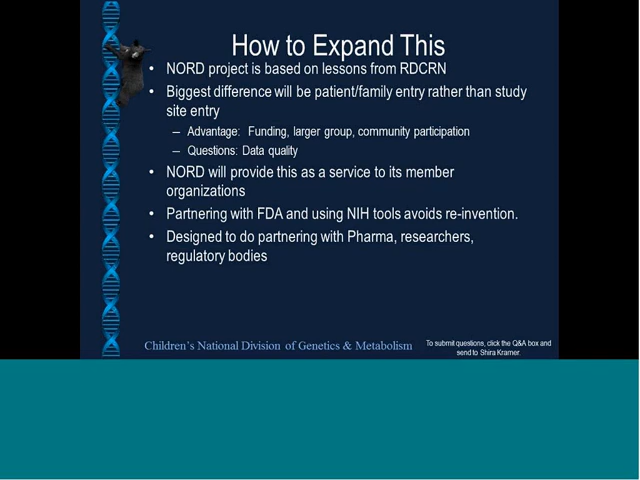 How to Expand This
• NORD project is based on lessons from RDCRN
• Biggest difference will be patient/family entry rather than study
site entry
– Advantage: Funding, larger group, community participation
– Questions: Data quality
• NORD will provide this as a service to its member
organizations
• Partnering with FDA and using NIH tools avoids re-invention.
• Designed to do partnering with Pharma, researchers,
regulatory bodies
Children's National Division of Genetics & Metabolism
To submit questions, click the Q&A box and
send to Shira Kramer.